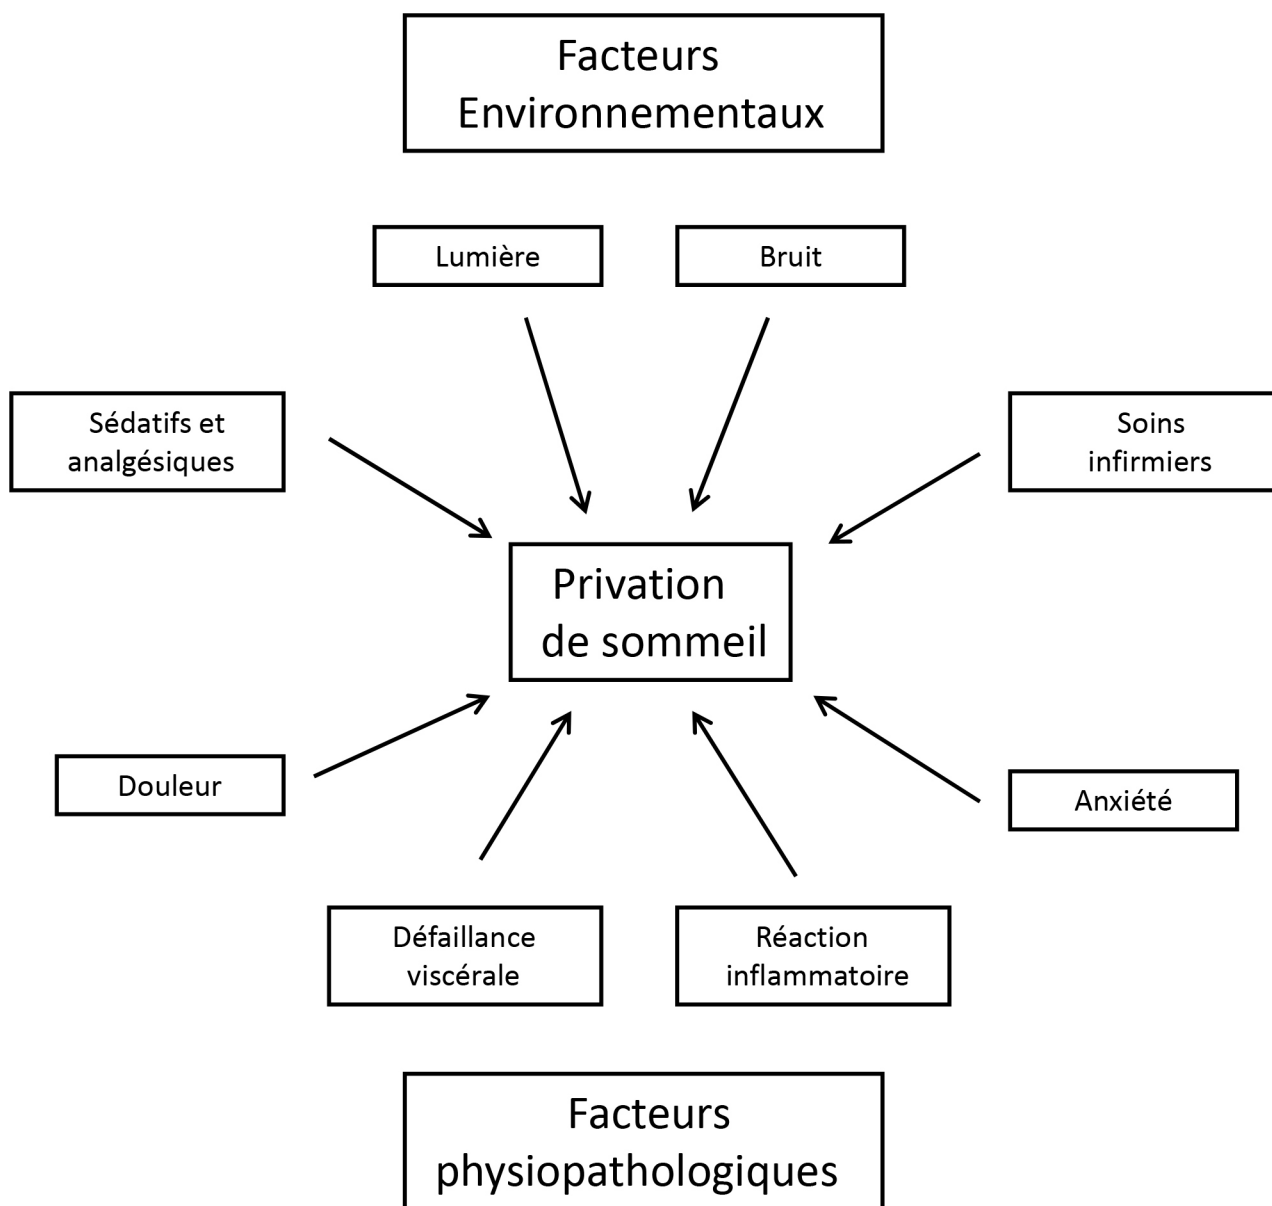 Facteurs
Environnementaux
Lumière
Bruit
Sédatifs et
analgésiques
Soins
infirmiers
Privation
de sommeil
Douleur
Anxiété
Défaillance
viscérale
Réaction
inflammatoire
Facteurs
physiopathologiques